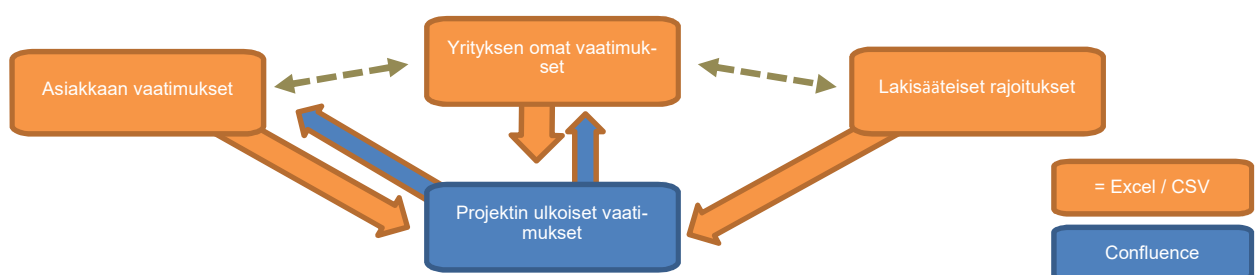 Yrityksen omat vaatimuk-
set
Asiakkaan vaatimukset
Lakisääteiset rajoitukset
= Excel / CSV
Projektin ulkoiset vaati-
mukset
Confluence